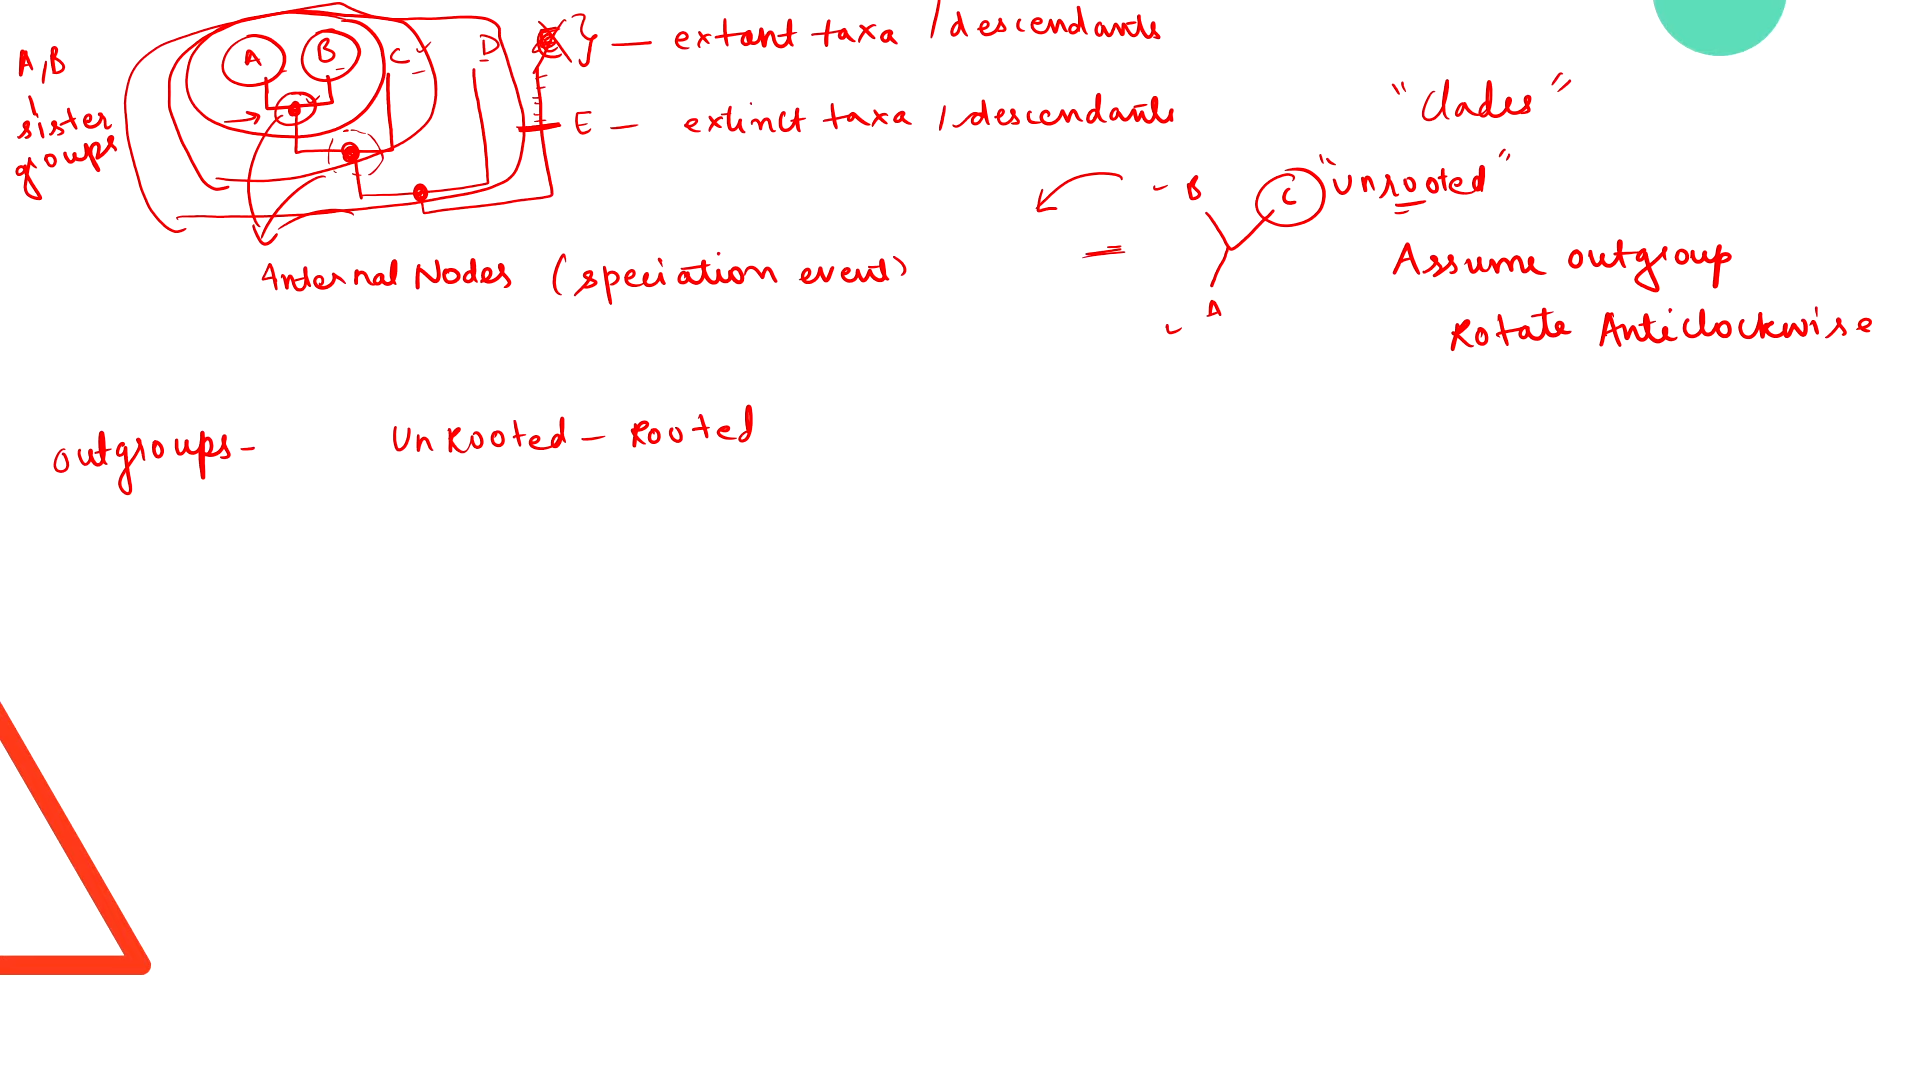 A B C D } — extant taxa / descendants
A, B
sister
groups
E — extinct taxa / descendants
"Clades"
B C "unrooted"
A
Internal Nodes (speciation event)
Assume outgroup
Rotate Anticlockwise
outgroups - UnRooted - Rooted